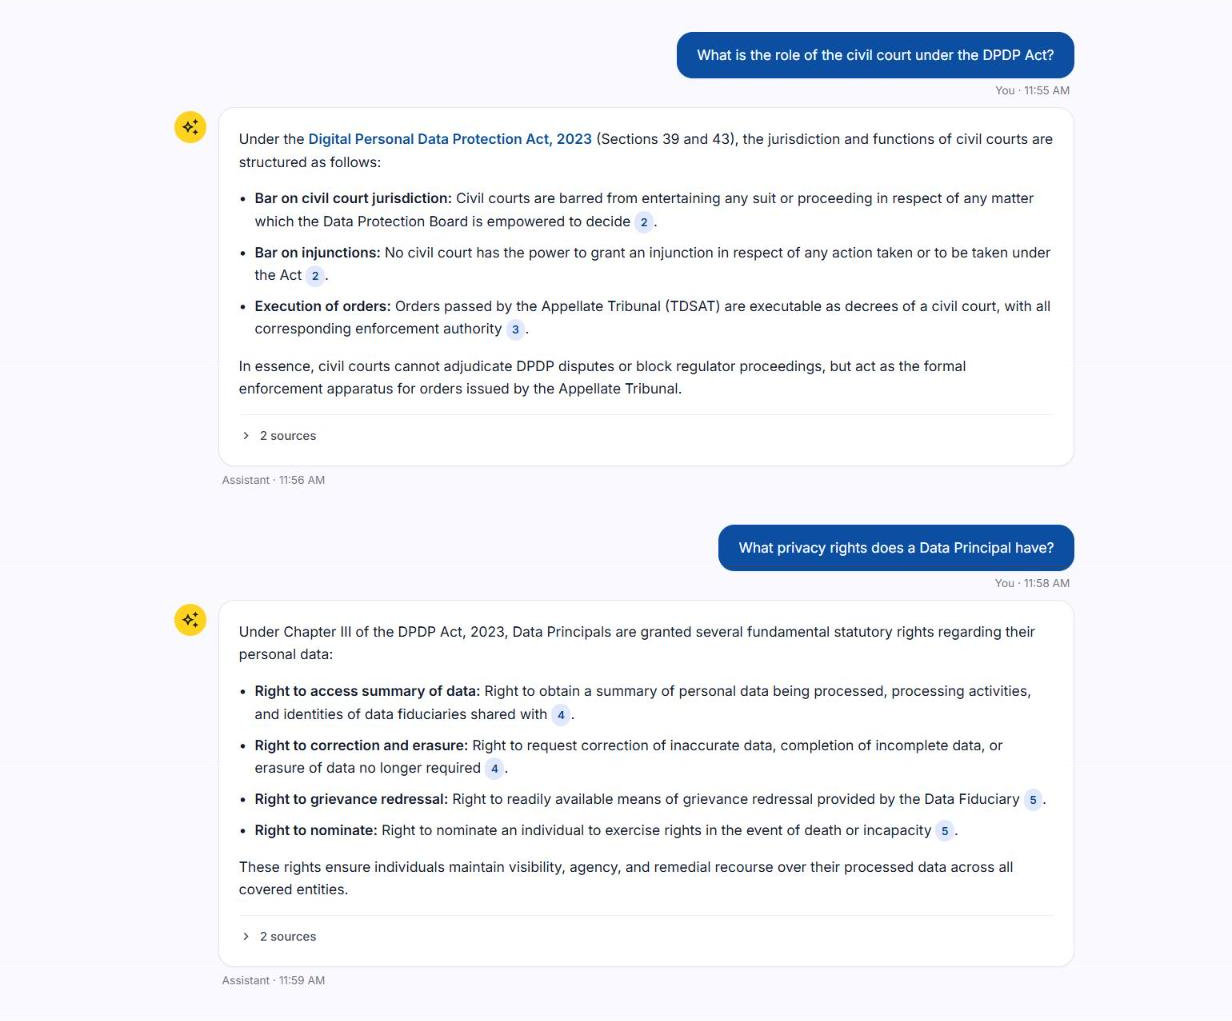 What is the role of the civil court under the DPDP Act?
You · 11:55 AM
Under the Digital Personal Data Protection Act, 2023 (Sections 39 and 43), the jurisdiction and functions of civil courts are
structured as follows:
• Bar on civil court jurisdiction: Civil courts are barred from entertaining any suit or proceeding in respect of any matter
which the Data Protection Board is empowered to decide 2.
• Bar on injunctions: No civil court has the power to grant an injunction in respect of any action taken or to be taken under
the Act 2.
• Execution of orders: Orders passed by the Appellate Tribunal (TDSAT) are executable as decrees of a civil court, with all
corresponding enforcement authority 3.
In essence, civil courts cannot adjudicate DPDP disputes or block regulator proceedings, but act as the formal
enforcement apparatus for orders issued by the Appellate Tribunal.
2 sources
Assistant · 11:56 AM
What privacy rights does a Data Principal have?
You · 11:58 AM
Under Chapter III of the DPDP Act, 2023, Data Principals are granted several fundamental statutory rights regarding their
personal data:
• Right to access summary of data: Right to obtain a summary of personal data being processed, processing activities,
and identities of data fiduciaries shared with 4.
• Right to correction and erasure: Right to request correction of inaccurate data, completion of incomplete data, or
erasure of data no longer required 4.
• Right to grievance redressal: Right to readily available means of grievance redressal provided by the Data Fiduciary 5.
• Right to nominate: Right to nominate an individual to exercise rights in the event of death or incapacity 5.
These rights ensure individuals maintain visibility, agency, and remedial recourse over their processed data across all
covered entities.
2 sources
Assistant · 11:59 AM